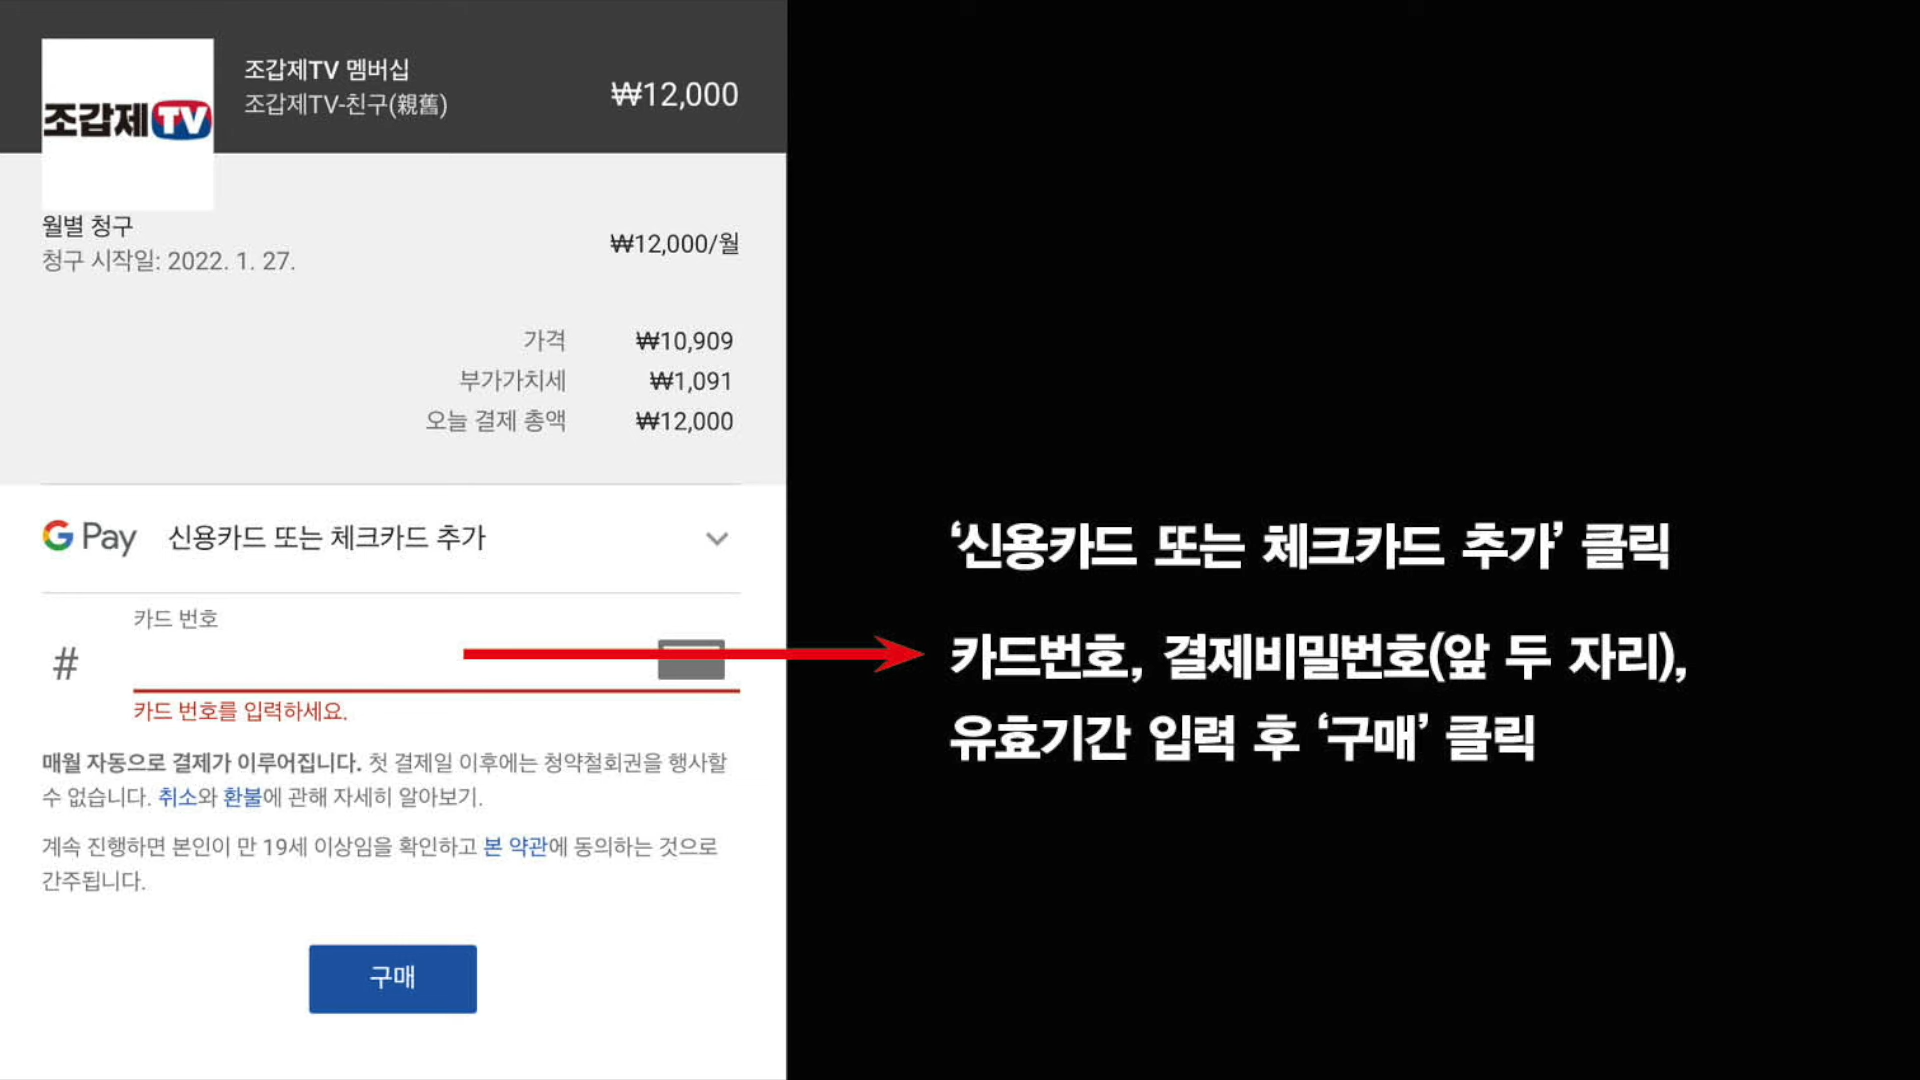 조갑제TV
조갑제TV 멤버십
조갑제TV-친구(親舊)
₩12,000
월별 청구
청구 시작일: 2022. 1. 27.
₩12,000/월
가격 ₩10,909
부가가치세 ₩1,091
오늘 결제 총액 ₩12,000
G Pay 신용카드 또는 체크카드 추가
카드 번호
#
카드 번호를 입력하세요.
매월 자동으로 결제가 이루어집니다. 첫 결제일 이후에는 청약철회권을 행사할
수 없습니다. 취소와 환불에 관해 자세히 알아보기.
계속 진행하면 본인이 만 19세 이상임을 확인하고 본 약관에 동의하는 것으로
간주됩니다.
구매
‘신용카드 또는 체크카드 추가’ 클릭
카드번호, 결제비밀번호(앞 두 자리),
유효기간 입력 후 ‘구매’ 클릭